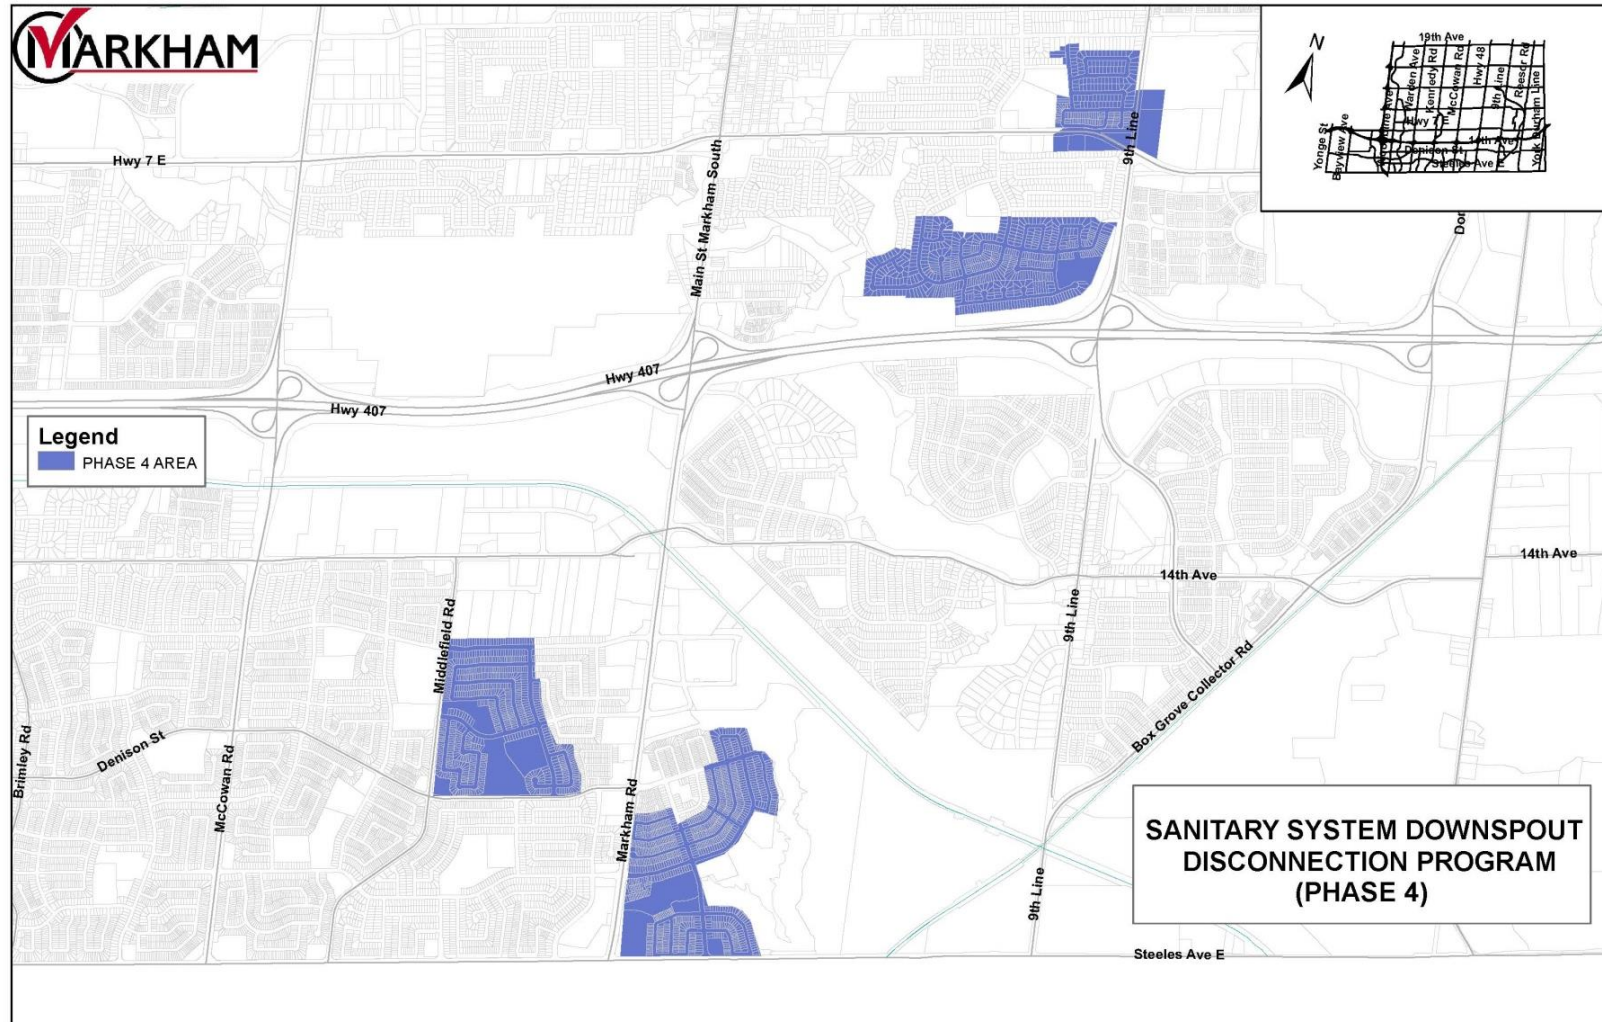 MARKHAM
N
19th Ave
Warden Ave
Kennedy Rd
McCowan Rd
Hwy 48
9th Line
Reesor Rd
York Durham Line
Hwy 7 E
14th Ave
Denison St
Steeles Ave E
Yonge St
Bayview Ave
Hwy 7 E
Main St Markham South
9th Line
Don
Hwy 407
Hwy 407
Legend
PHASE 4 AREA
14th Ave
14th Ave
Middlefield Rd
9th Line
Box Grove Collector Rd
Brimley Rd
Denison St
McCowan Rd
Markham Rd
9th Line
SANITARY SYSTEM DOWNSPOUT
DISCONNECTION PROGRAM
(PHASE 4)
Steeles Ave E